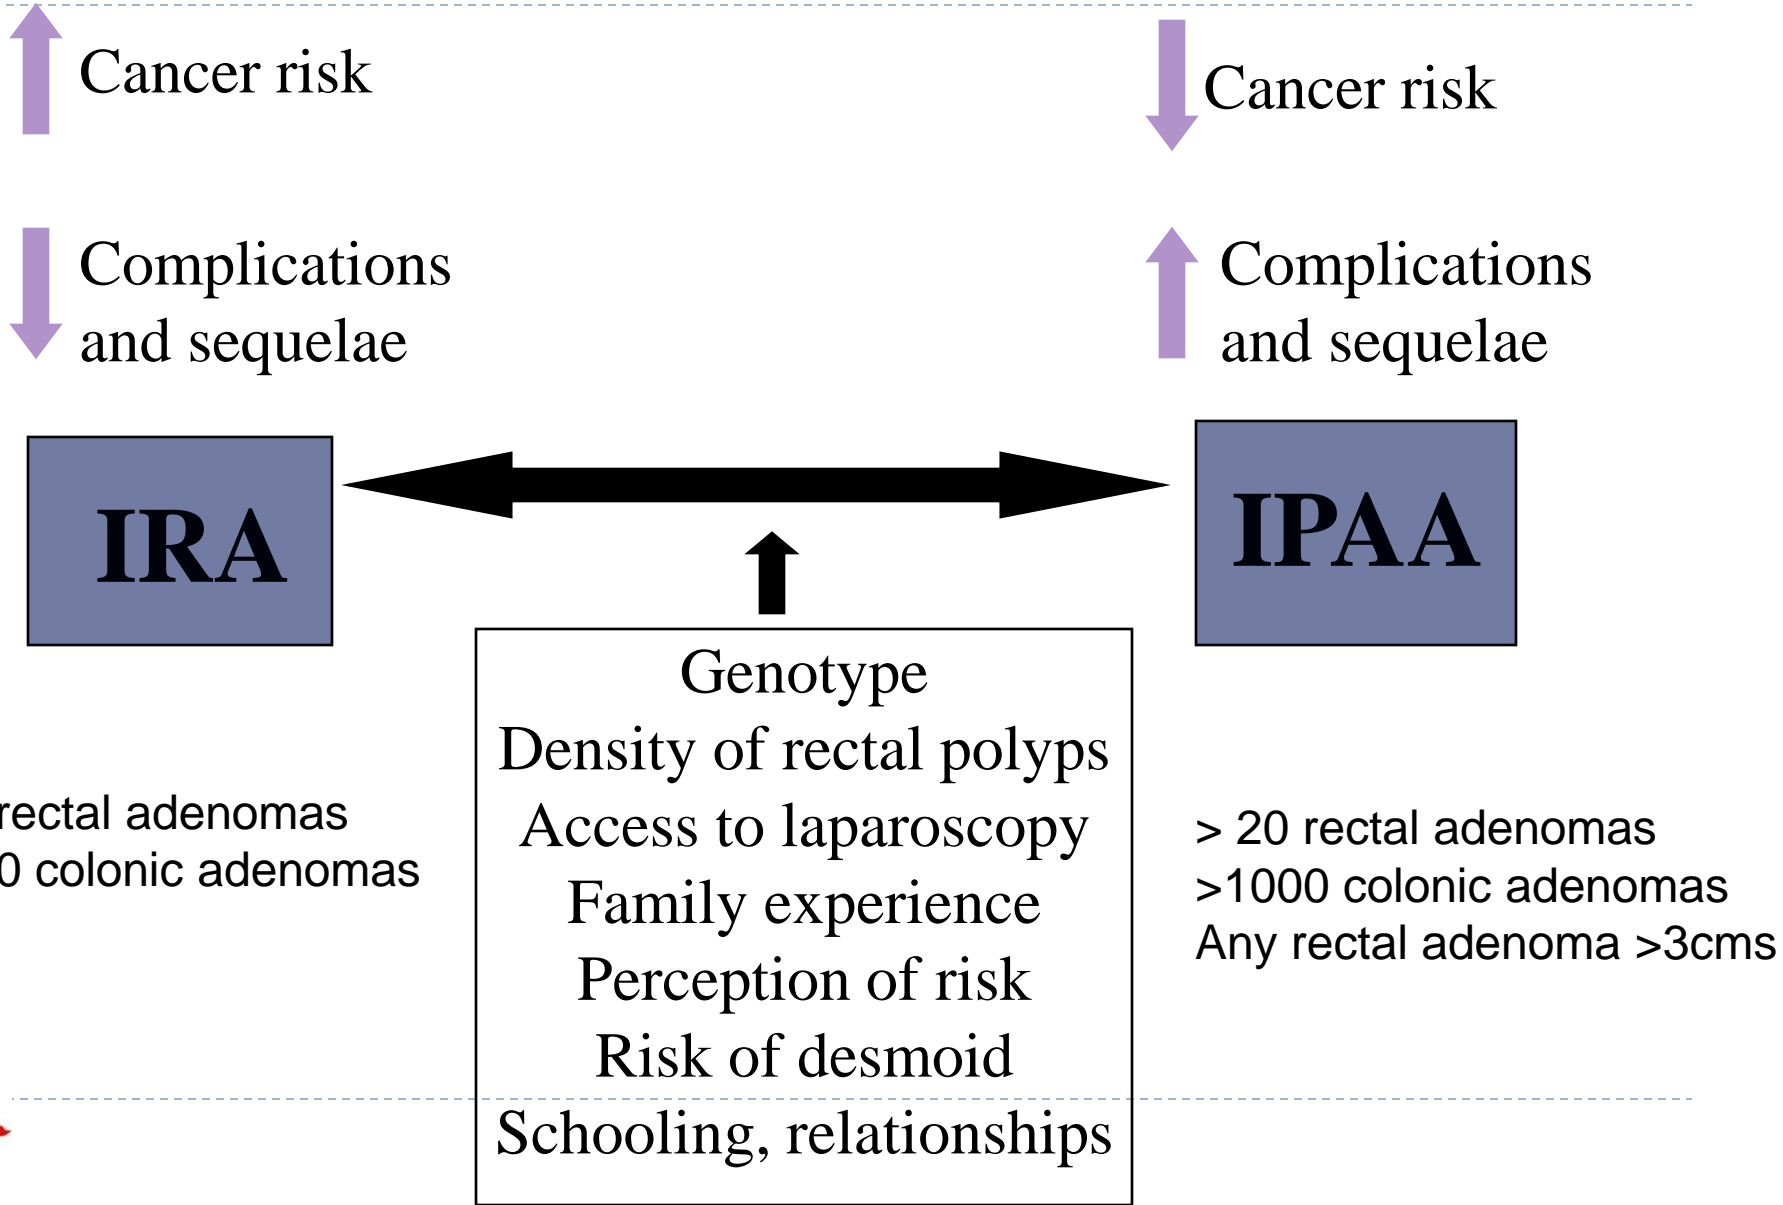 Cancer risk
Cancer risk
Complications
and sequelae
Complications
and sequelae
IRA
IPAA
Genotype
Density of rectal polyps
Access to laparoscopy
Family experience
Perception of risk
Risk of desmoid
Schooling, relationships
rectal adenomas
0 colonic adenomas
> 20 rectal adenomas
>1000 colonic adenomas
Any rectal adenoma >3cms